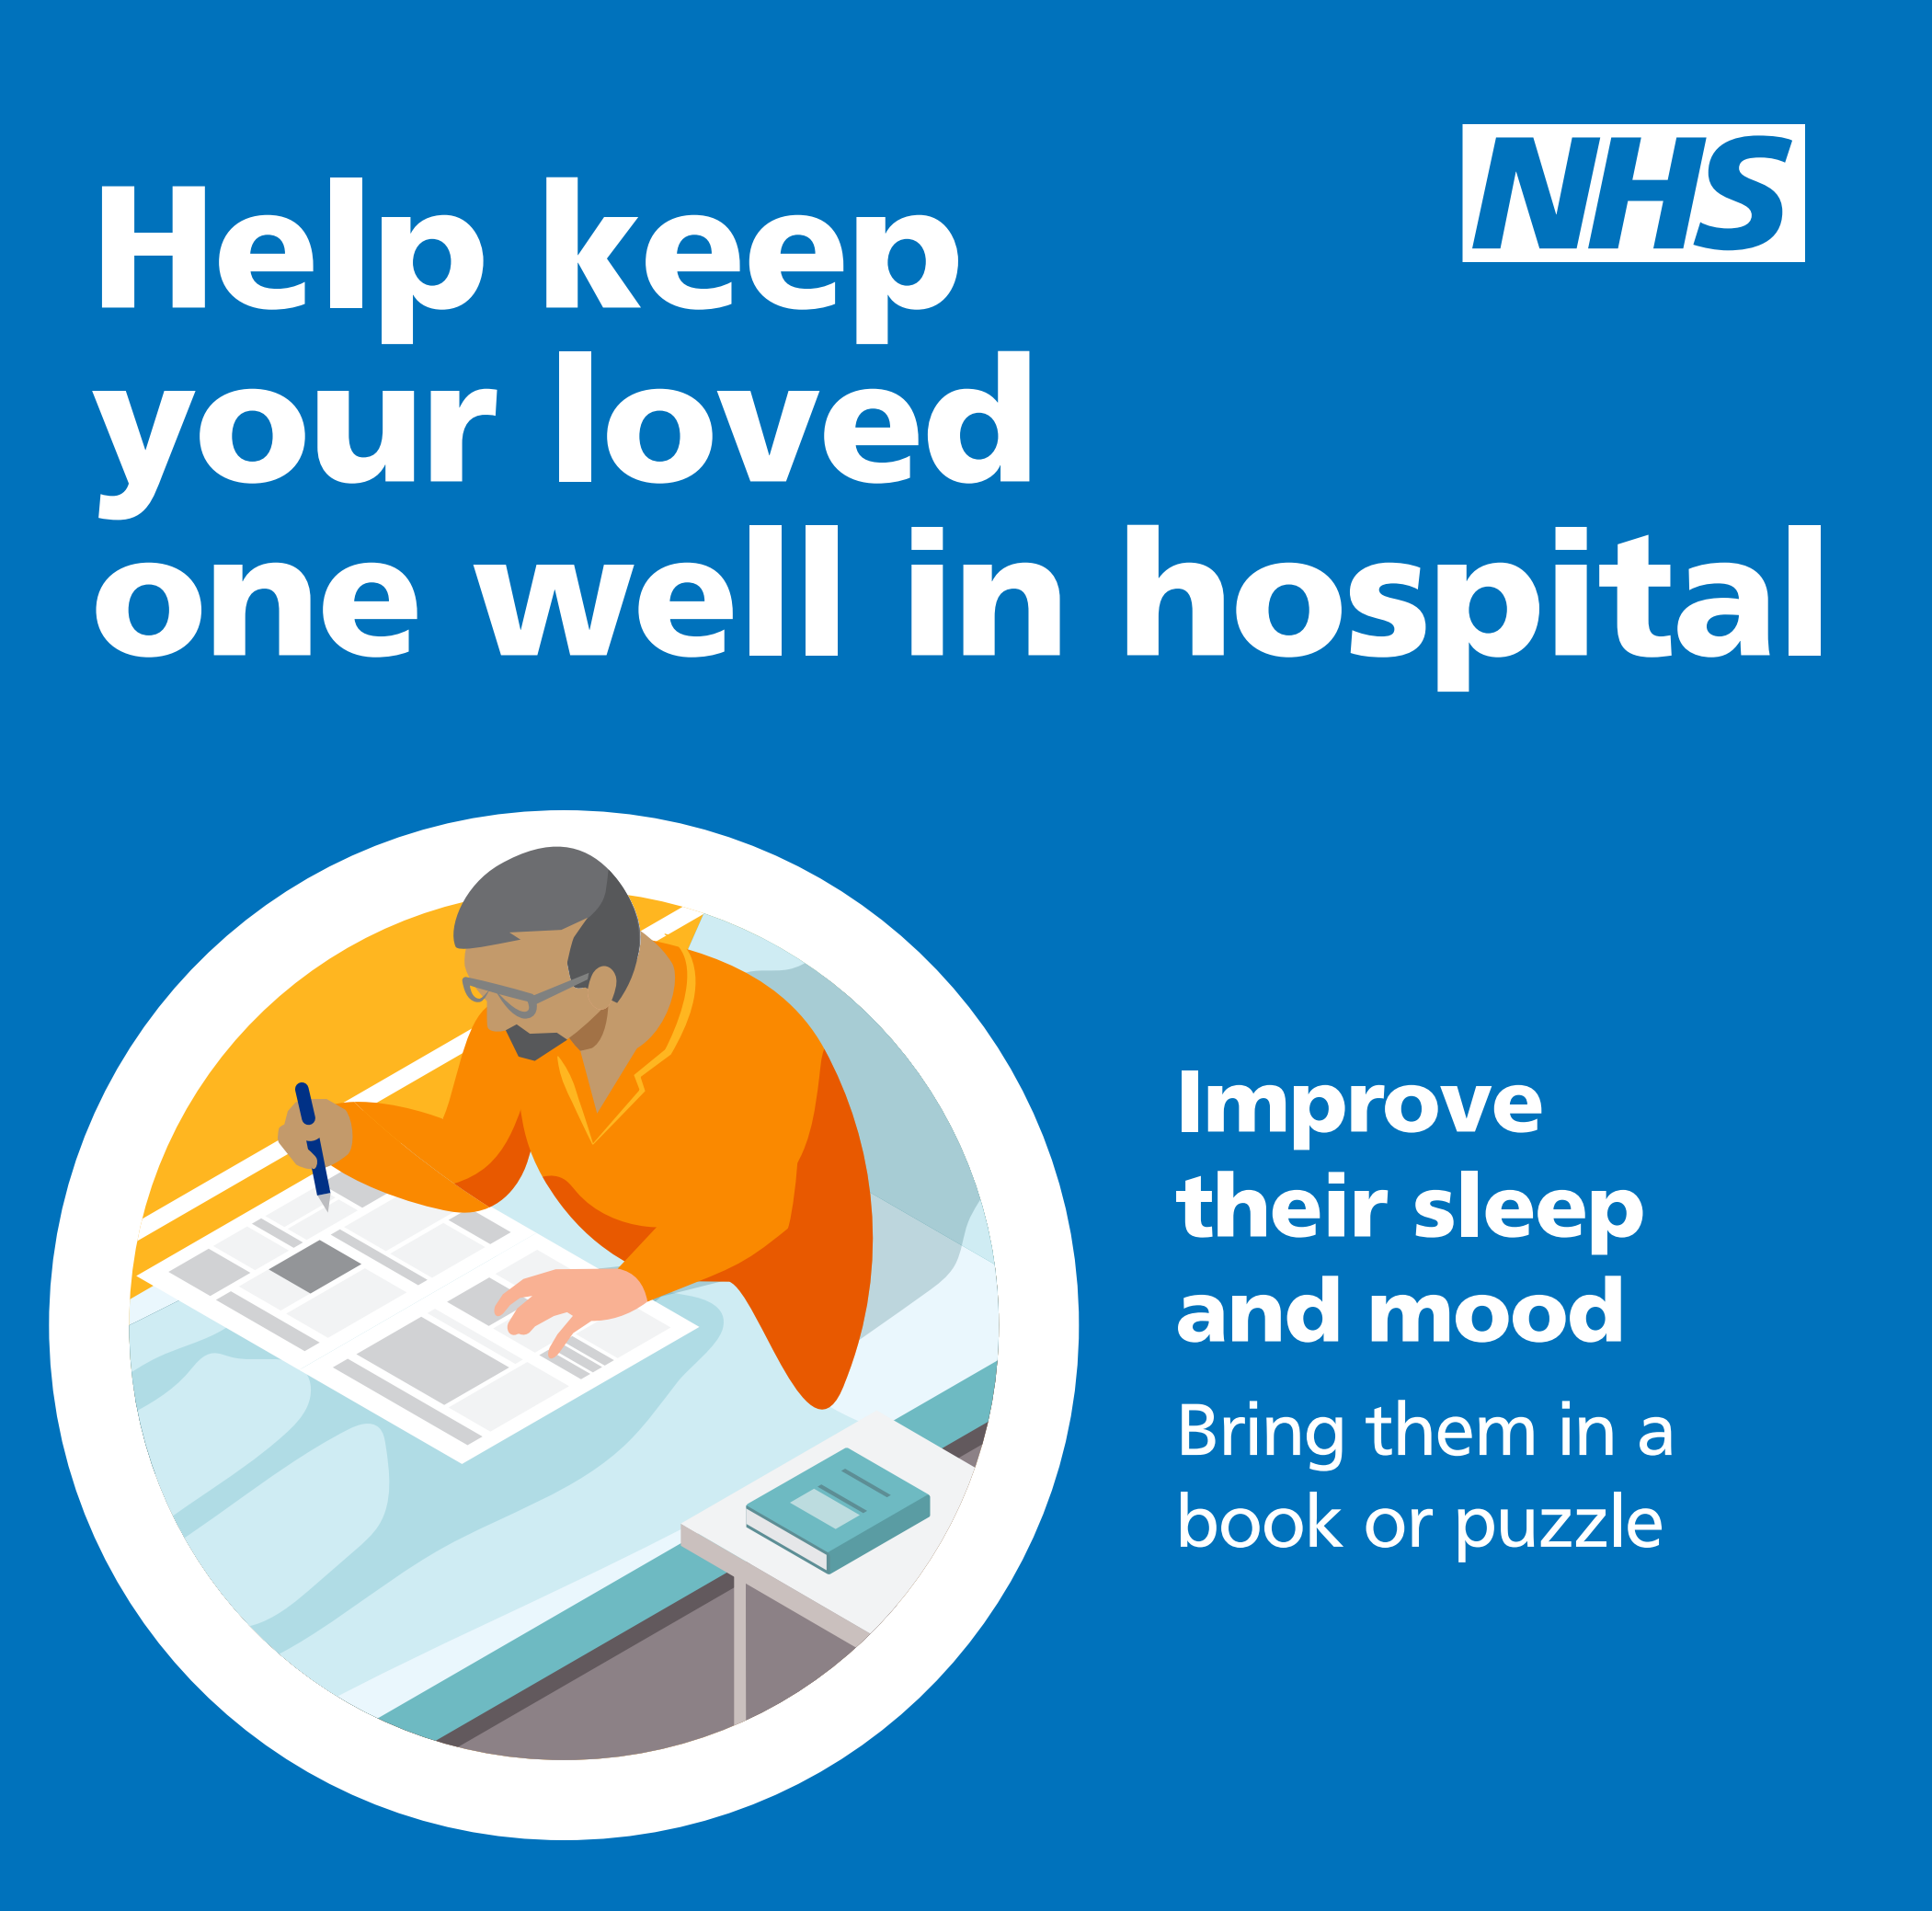 NHS
Help keep
your loved
one well in hospital
Improve
their sleep
and mood
Bring them in a
book or puzzle